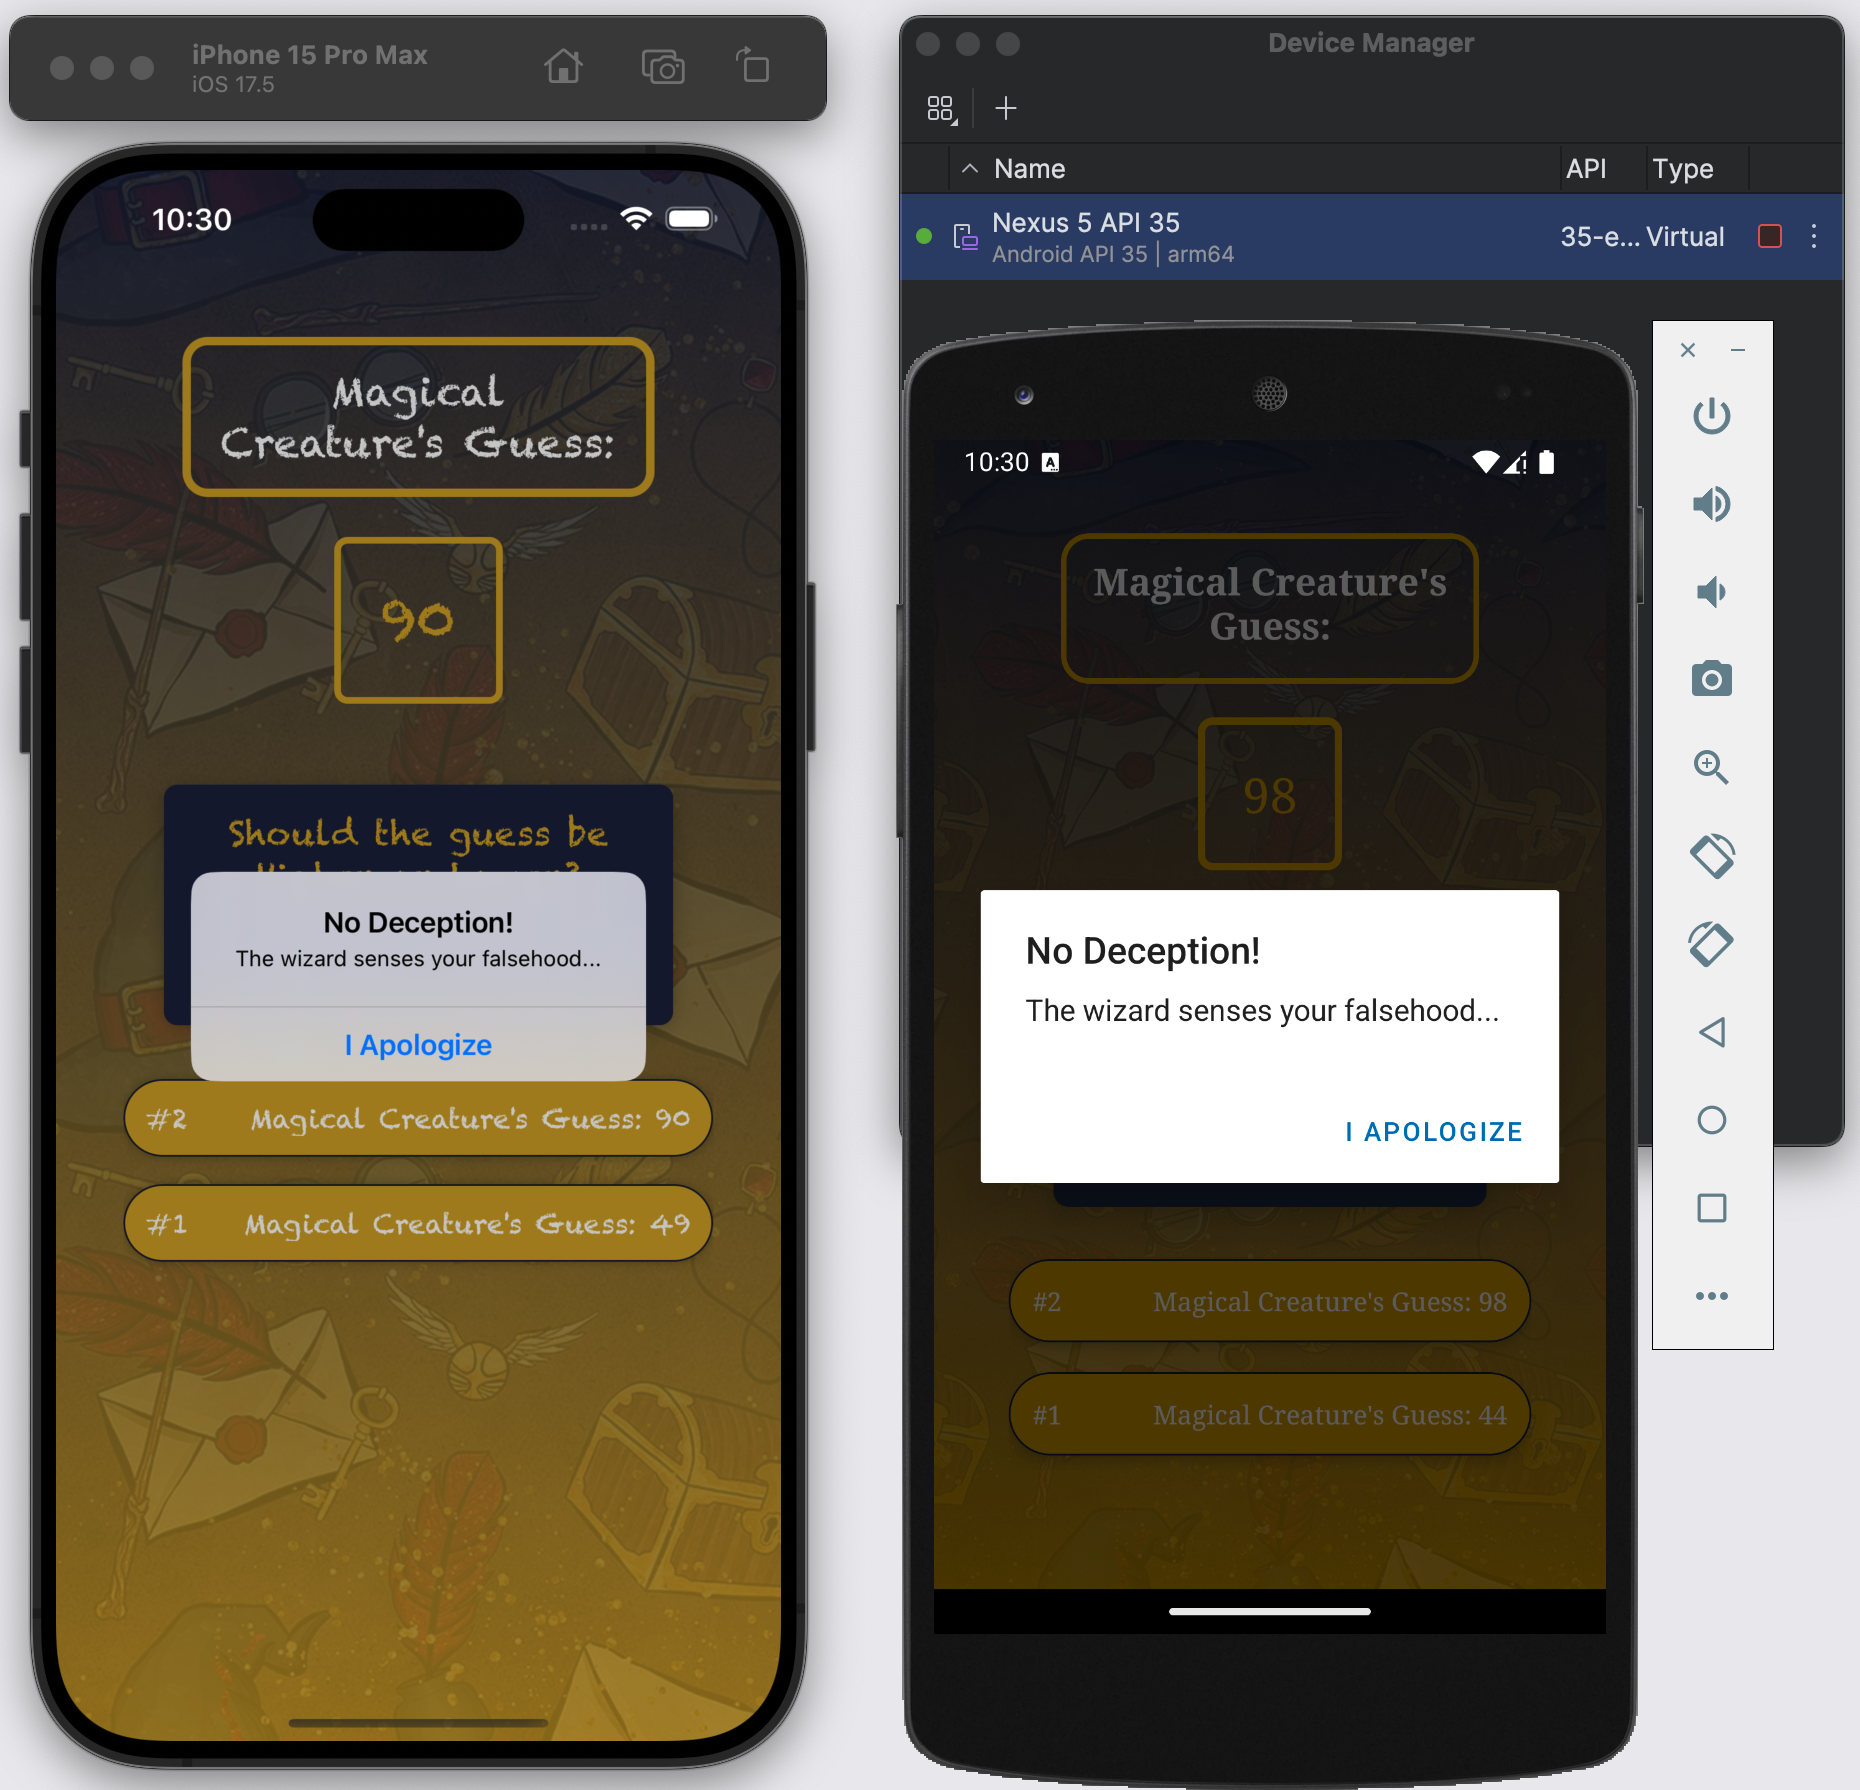 iPhone 15 Pro Max
iOS 17.5
10:30
Magical
Creature's Guess:
90
Should the guess be
No Deception!
The wizard senses your falsehood...
I Apologize
#2 Magical Creature's Guess: 90
#1 Magical Creature's Guess: 49
Device Manager
Name API Type
Nexus 5 API 35
Android API 35 | arm64
35-e... Virtual
10:30 A
Magical Creature's
Guess:
98
No Deception!
The wizard senses your falsehood...
I APOLOGIZE
#2 Magical Creature's Guess: 98
#1 Magical Creature's Guess: 44